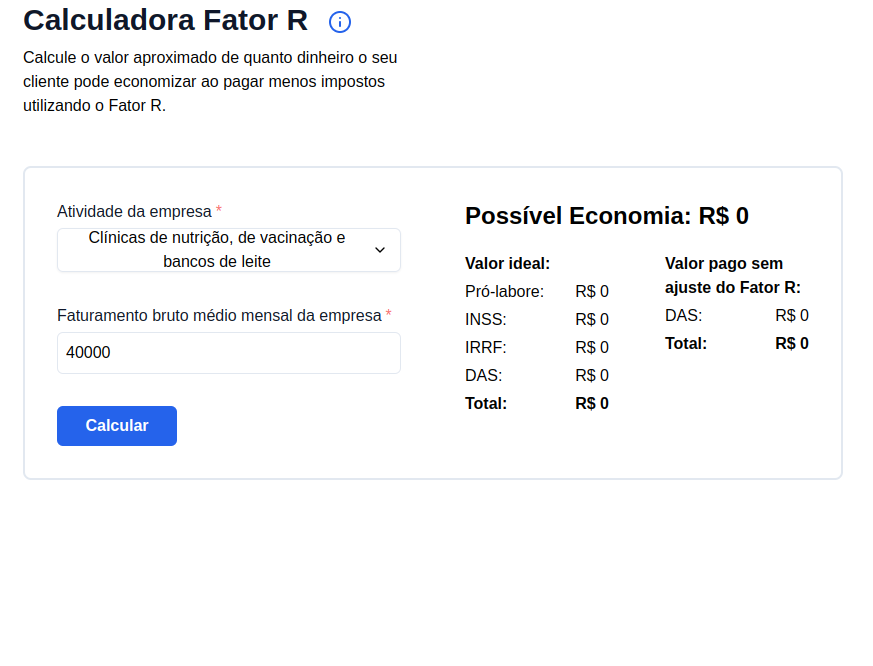 Calculadora Fator R
Calcule o valor aproximado de quanto dinheiro o seu
cliente pode economizar ao pagar menos impostos
utilizando o Fator R.
Atividade da empresa *
Clínicas de nutrição, de vacinação e
bancos de leite
Faturamento bruto médio mensal da empresa *
40000
Calcular
Possível Economia: R$ 0
Valor ideal:
Pró-labore: R$ 0
INSS: R$ 0
IRRF: R$ 0
DAS: R$ 0
Total: R$ 0
Valor pago sem
ajuste do Fator R:
DAS: R$ 0
Total: R$ 0